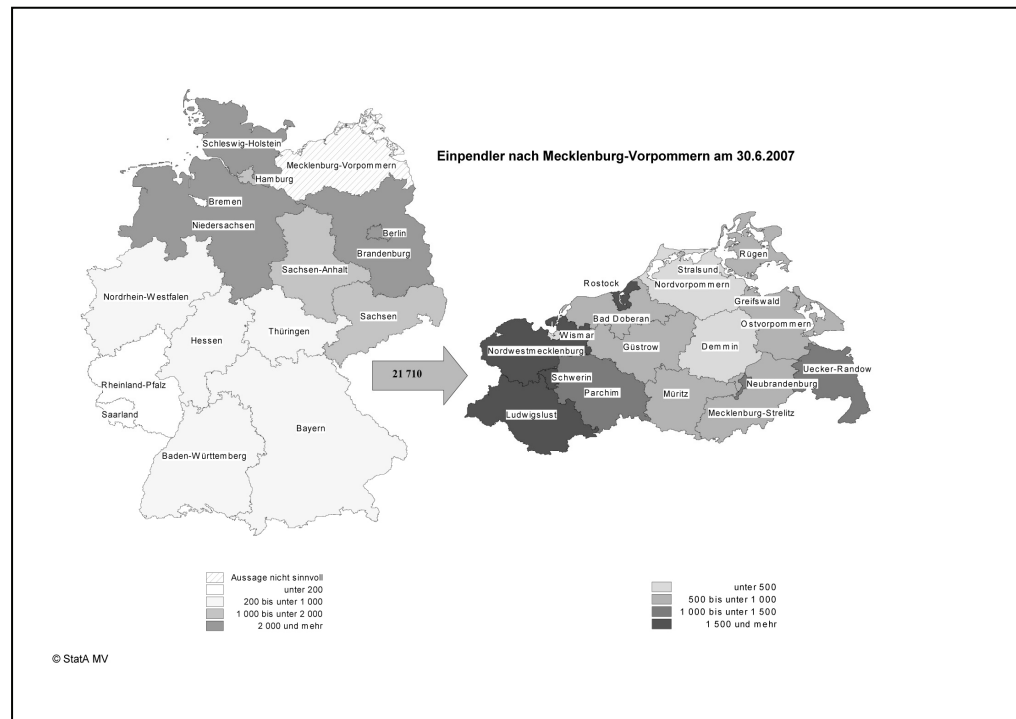 Einpendler nach Mecklenburg-Vorpommern am 30.6.2007
Schleswig-Holstein
Mecklenburg-Vorpommern
Hamburg
Bremen
Niedersachsen
Berlin
Brandenburg
Sachsen-Anhalt
Nordrhein-Westfalen
Sachsen
Thüringen
Hessen
Rheinland-Pfalz
Saarland
Bayern
Baden-Württemberg
21 710
Rügen
Stralsund
Rostock
Nordvorpommern
Greifswald
Bad Doberan
Ostvorpommern
Wismar
Güstrow
Demmin
Nordwestmecklenburg
Uecker-Randow
Schwerin
Neubrandenburg
Parchim
Müritz
Ludwigslust
Mecklenburg-Strelitz
Aussage nicht sinnvoll
unter 200
200 bis unter 1 000
1 000 bis unter 2 000
2 000 und mehr
unter 500
500 bis unter 1 000
1 000 bis unter 1 500
1 500 und mehr
© StatA MV